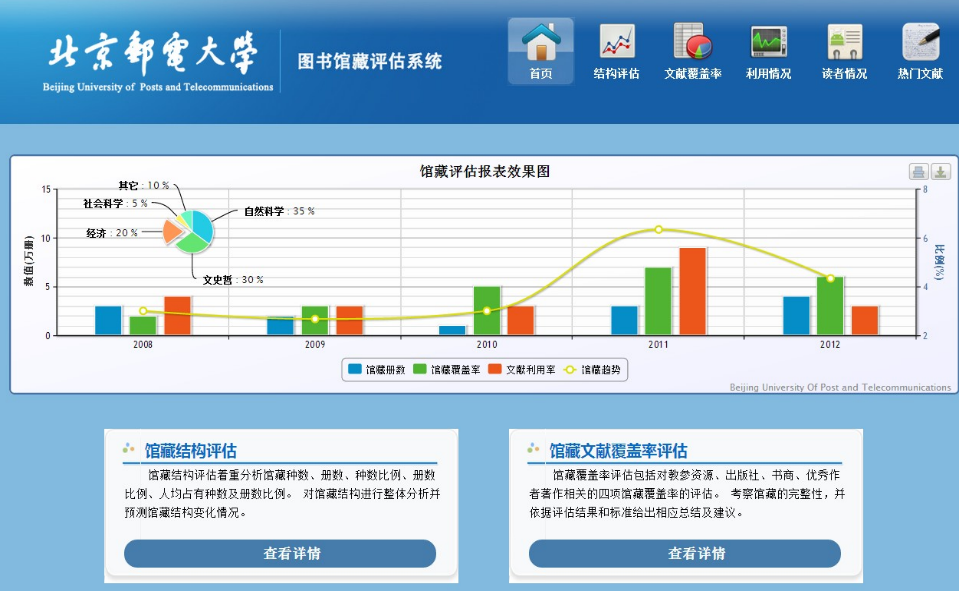 北京郵電大學
Beijing University of Posts and Telecommunications
图书馆藏评估系统
首页 结构评估 文献覆盖率 利用情况 读者情况 热门文献
馆藏评估报表效果图
其它 : 10 %
社会科学 : 5 %
自然科学 : 35 %
经济 : 20 %
文史哲 : 30 %
数值(万册)
15
10
5
0
8
6
4
2
比例(%)
2008 2009 2010 2011 2012
馆藏册数 馆藏覆盖率 文献利用率 馆藏趋势
Beijing University Of Post and Telecommunications
馆藏结构评估
馆藏结构评估着重分析馆藏种数、册数、种数比例、册数
比例、人均占有种数及册数比例。 对馆藏结构进行整体分析并
预测馆藏结构变化情况。
查看详情
馆藏文献覆盖率评估
馆藏覆盖率评估包括对教参资源、出版社、书商、优秀作
者著作相关的四项馆藏覆盖率的评估。 考察馆藏的完整性，并
依据评估结果和标准给出相应总结及建议。
查看详情